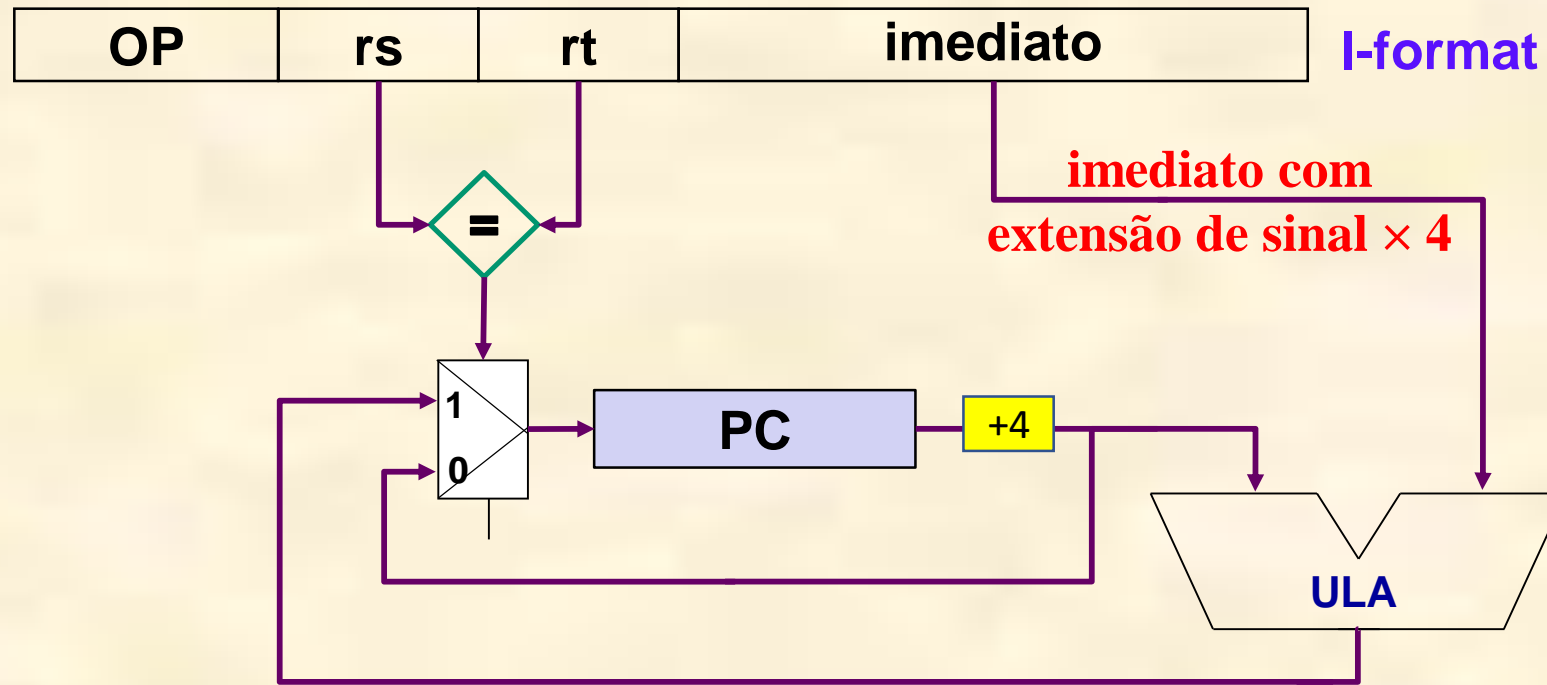 OP rs rt imediato I-format
imediato com
extensão de sinal × 4
=
1
0
PC
+4
ULA